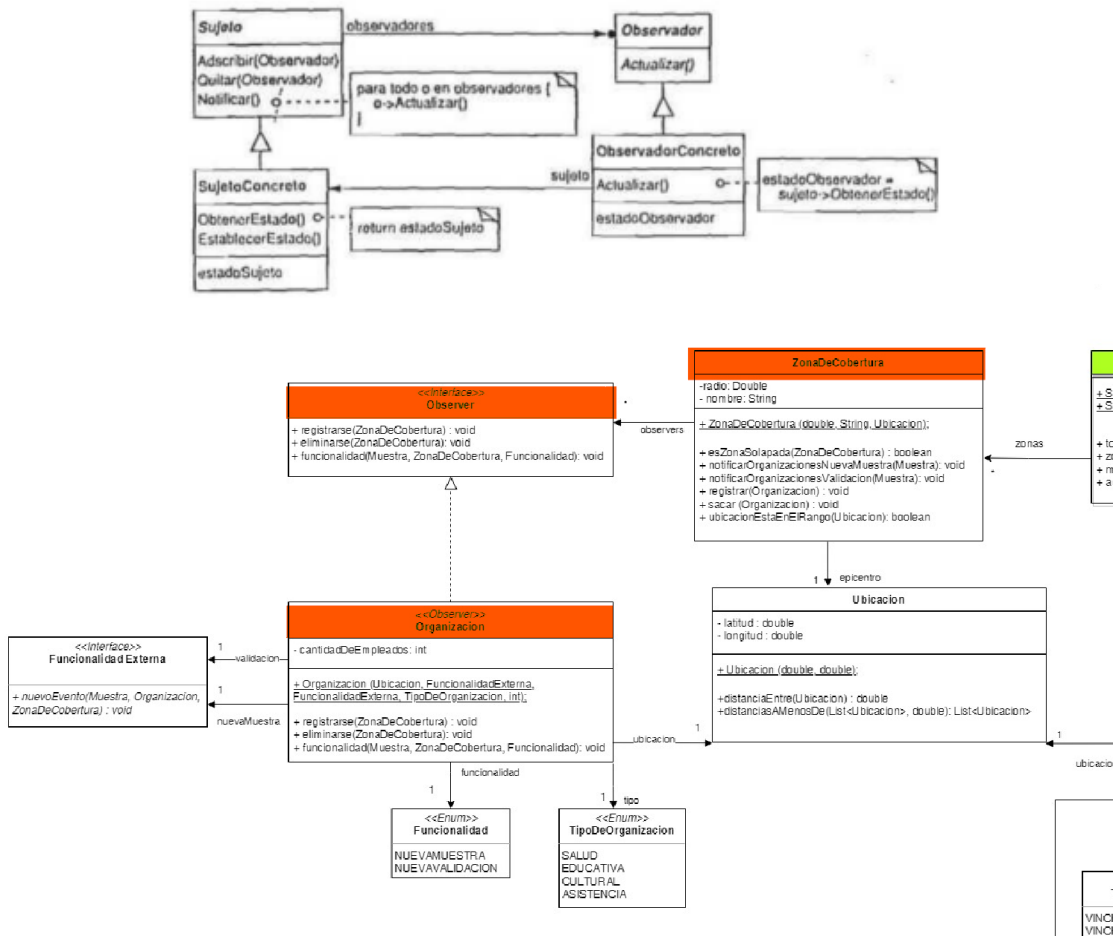 Sujeto
observadores
Observador
Adscribir(Observador)
Quitar(Observador)
Notificar()
para todo o en observadores {
o->Actualizar()
}
Actualizar()
SujetoConcreto
ObtenerEstado()
EstablecerEstado()
estadoSujeto
return estadoSujeto
sujeto
ObservadorConcreto
Actualizar()
estadoObservador
estadoObservador =
sujeto->ObtenerEstado()
<<Interface>>
Observer
+ registrarse(ZonaDeCobertura) : void
+ eliminarse(ZonaDeCobertura): void
+ funcionalidad(Muestra, ZonaDeCobertura, Funcionalidad): void
observers
ZonaDeCobertura
-radio: Double
- nombre: String
+ ZonaDeCobertura (double, String, Ubicacion);
+ esZonaSolapada(ZonaDeCobertura) : boolean
+ notificarOrganizacionesNuevaMuestra(Muestra): void
+ notificarOrganizacionesValidacion(Muestra): void
+ registrar(Organizacion) : void
+ sacar (Organizacion) : void
+ ubicacionEstaEnElRango(Ubicacion): boolean
zonas
+ S
+ S
+ to
+ z
+ m
+ a
1
epicentro
Ubicacion
- latitud : double
- longitud : double
+ Ubicacion (double, double);
+distanciaEntre(Ubicacion) : double
+distanciasAMenosDe(List<Ubicacion>, double): List<Ubicacion>
<<Observer>>
Organizacion
- cantidadDeEmpleados: int
+ Organizacion (Ubicacion, FuncionalidadExterna,
FuncionalidadExterna, TipoDeOrganizacion, int);
+ registrarse(ZonaDeCobertura) : void
+ eliminarse(ZonaDeCobertura): void
+ funcionalidad(Muestra, ZonaDeCobertura, Funcionalidad): void
<<Interface>>
Funcionalidad Externa
+ nuevoEvento(Muestra, Organizacion,
ZonaDeCobertura) : void
1
validacion
1
nuevaMuestra
ubicacion
1
1
ubicacion
funcionalidad
1
1
tipo
<<Enum>>
Funcionalidad
NUEVAMUESTRA
NUEVAVALIDACION
<<Enum>>
TipoDeOrganizacion
SALUD
EDUCATIVA
CULTURAL
ASISTENCIA
VINC
VINC